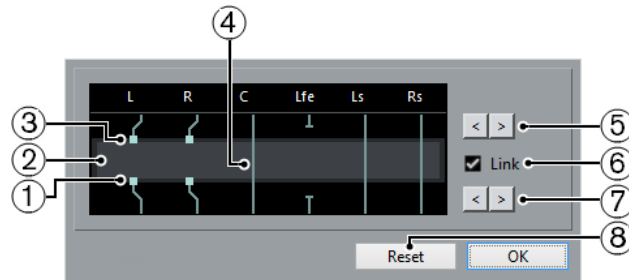 ④
L R C Lfe Ls Rs
③ < > ⑤
② Link ⑥
① < > ⑦
⑧
Reset OK